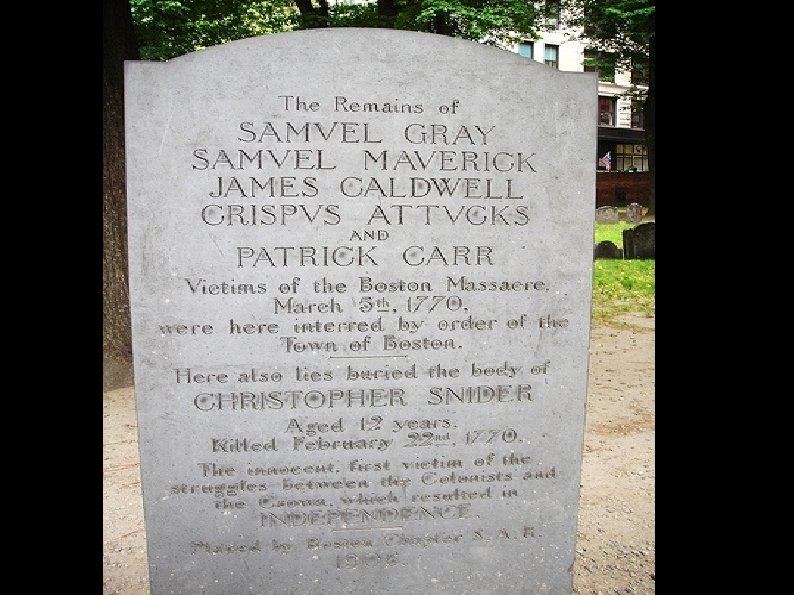 The Remains of
SAMVEL GRAY
SAMVEL MAVERICK
JAMES CALDWELL
CRISPVS ATTVCKS
AND
PATRICK CARR
Victims of the Boston Massacre,
March 5th, 1770,
were here interred by order of the
Town of Boston.
Here also lies buried the body of
CHRISTOPHER SNIDER
Aged 12 years.
Killed February 22nd, 1770.
The innocent, first victim of the
struggles between the Colonists and
the Crown, which resulted in
INDEPENDENCE.
Placed by Boston Chapter S. A. R.
1906.